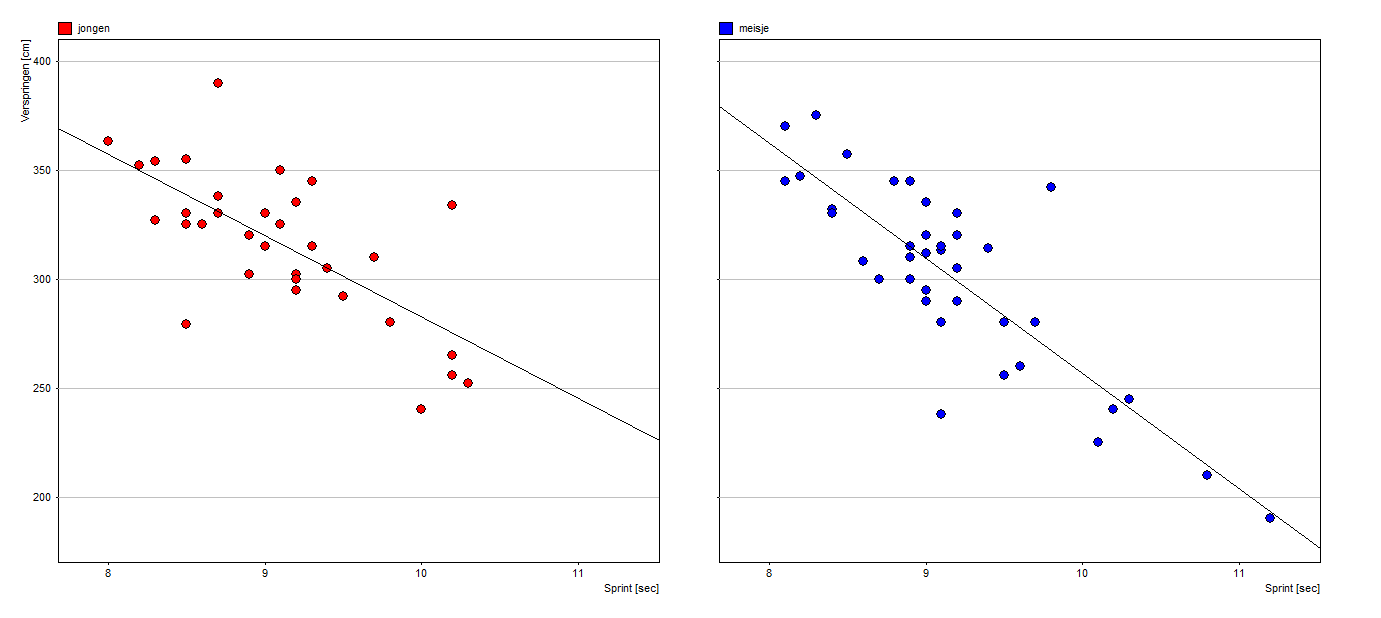 jongen
meisje
Verspringen [cm]
400
350
300
250
200
8 9 10 11
8 9 10 11
Sprint [sec]
Sprint [sec]